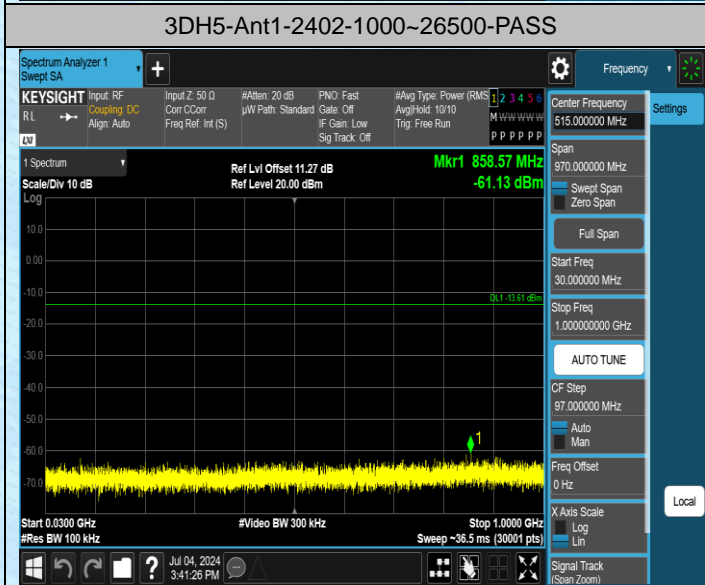 3DH5-Ant1-2402-1000~26500-PASS
Spectrum Analyzer 1
Swept SA
Frequency
KEYSIGHT
RL
LXI
Input: RF
Coupling: DC
Align: Auto
Input Z: 50 Ω
Corr CCorr
Freq Ref: Int (S)
#Atten: 20 dB
µW Path: Standard
PNO: Fast
Gate: Off
IF Gain: Low
Sig Track: Off
#Avg Type: Power (RMS
Avg|Hold: 10/10
Trig: Free Run
1 2 3 4 5 6
M W W W W W
P P P P P P
1 Spectrum
Scale/Div 10 dB
Log
Ref Lvl Offset 11.27 dB
Ref Level 20.00 dBm
Mkr1 858.57 MHz
-61.13 dBm
10.0
0.00
-10.0
DL1 -13.61 dBm
-20.0
-30.0
-40.0
-50.0
1
-60.0
-70.0
Start 0.0300 GHz
#Res BW 100 kHz
#Video BW 300 kHz
Stop 1.0000 GHz
Sweep ~36.5 ms (30001 pts)
?
Jul 04, 2024
3:41:26 PM
Center Frequency
515.000000 MHz
Span
970.000000 MHz
Swept Span
Zero Span
Full Span
Start Freq
30.000000 MHz
Stop Freq
1.000000000 GHz
AUTO TUNE
CF Step
97.000000 MHz
Auto
Man
Freq Offset
0 Hz
X Axis Scale
Log
Lin
Signal Track
(Span Zoom)
Settings
Local